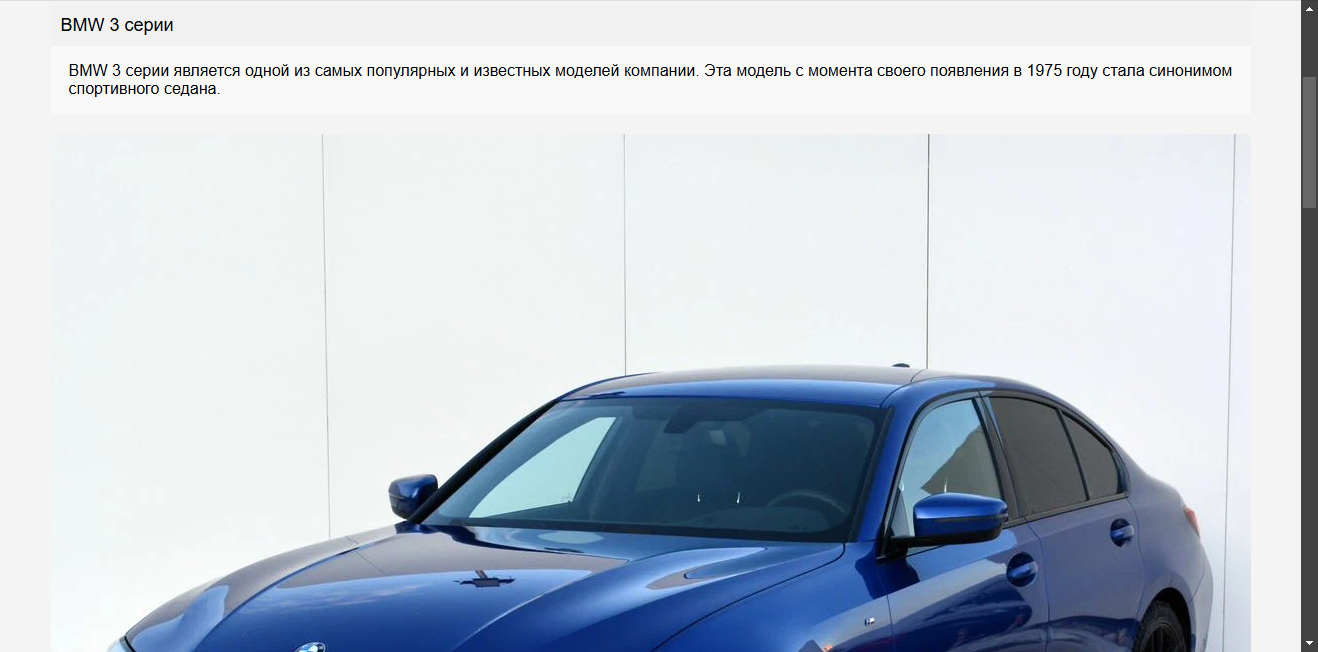 BMW 3 серии
BMW 3 серии является одной из самых популярных и известных моделей компании. Эта модель с момента своего появления в 1975 году стала синонимом
спортивного седана.